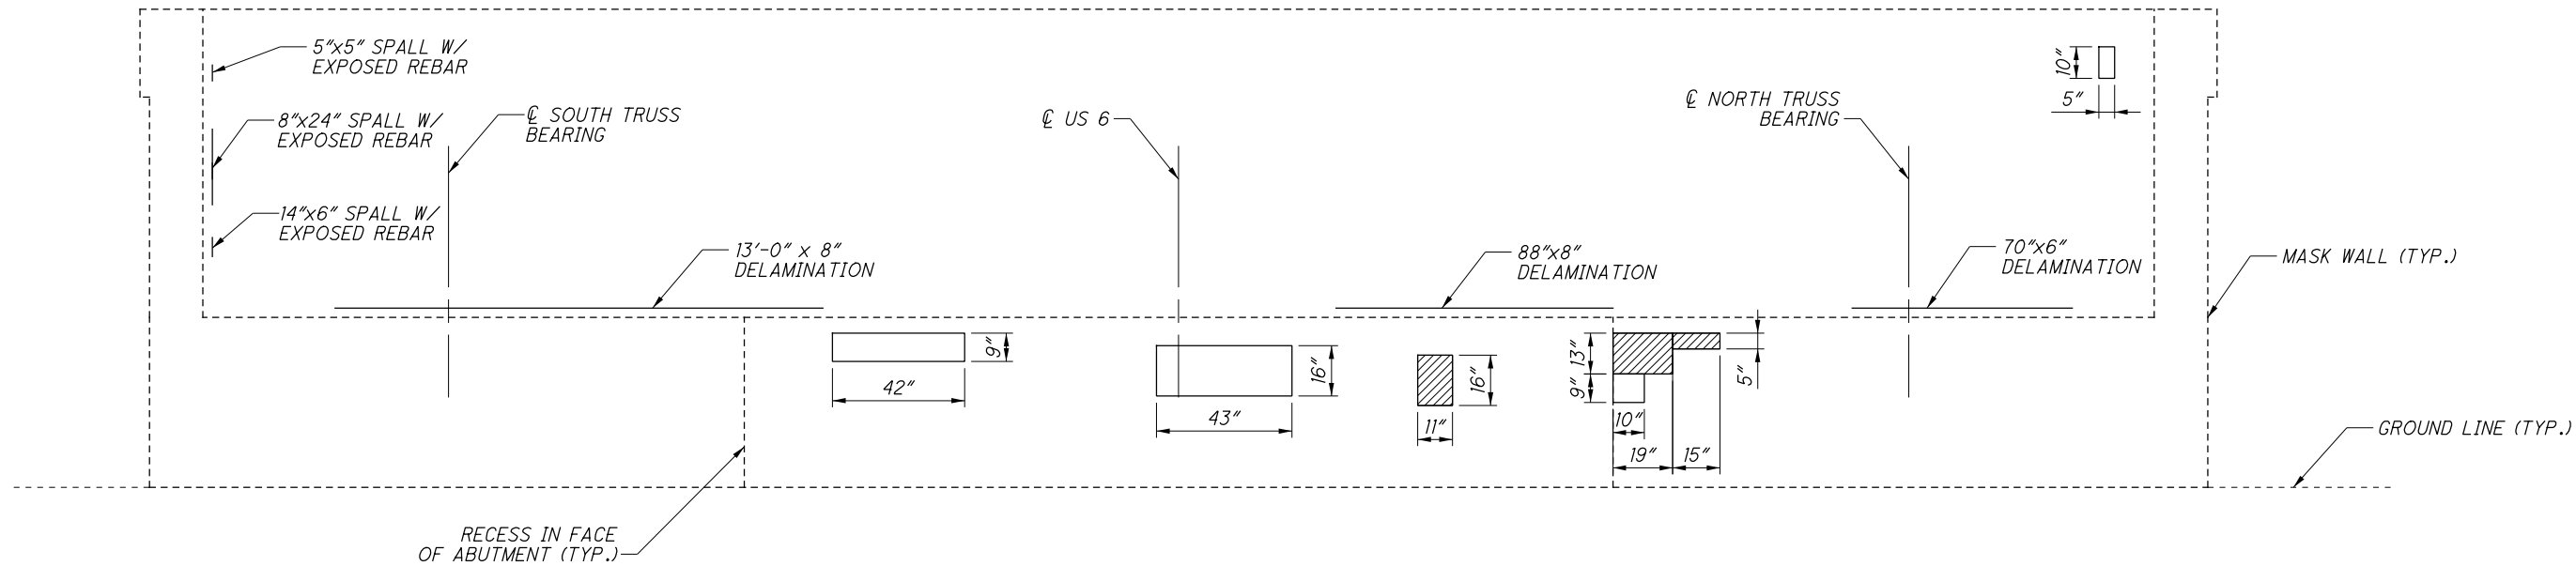 5"x5" SPALL W/
EXPOSED REBAR
8"x24" SPALL W/
EXPOSED REBAR
14"x6" SPALL W/
EXPOSED REBAR
℄ SOUTH TRUSS
BEARING
℄ US 6
℄ NORTH TRUSS
BEARING
10"
5"
13'-0" x 8"
DELAMINATION
88"x8"
DELAMINATION
70"x6"
DELAMINATION
MASK WALL (TYP.)
9"
42"
16"
43"
16"
11"
13"
9"
10"
19"
15"
5"
GROUND LINE (TYP.)
RECESS IN FACE
OF ABUTMENT (TYP.)